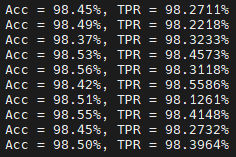 Acc = 98.45%, TPR = 98.2711%
Acc = 98.49%, TPR = 98.2218%
Acc = 98.37%, TPR = 98.3233%
Acc = 98.53%, TPR = 98.4573%
Acc = 98.56%, TPR = 98.3118%
Acc = 98.42%, TPR = 98.5586%
Acc = 98.51%, TPR = 98.1261%
Acc = 98.55%, TPR = 98.4148%
Acc = 98.45%, TPR = 98.2732%
Acc = 98.50%, TPR = 98.3964%